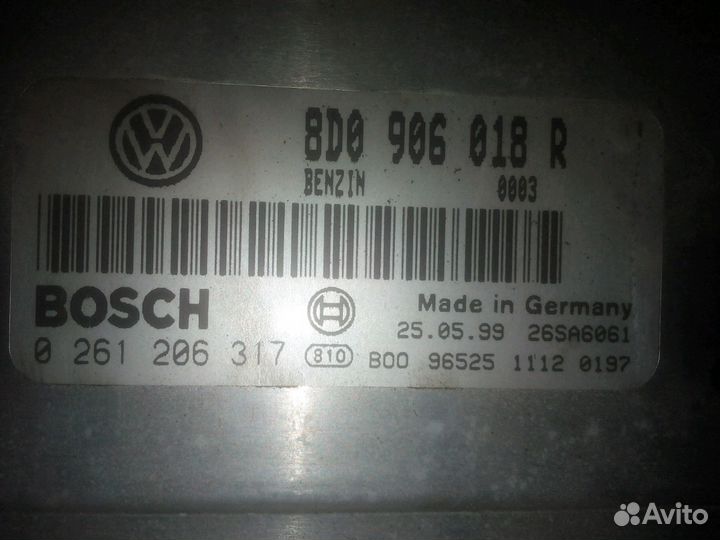 8D0 906 018 R
BENZIN 0003
BOSCH
Made in Germany
25.05.99 26SA6061
0 261 206 317 810 B00 96525 1112 0197
Avito